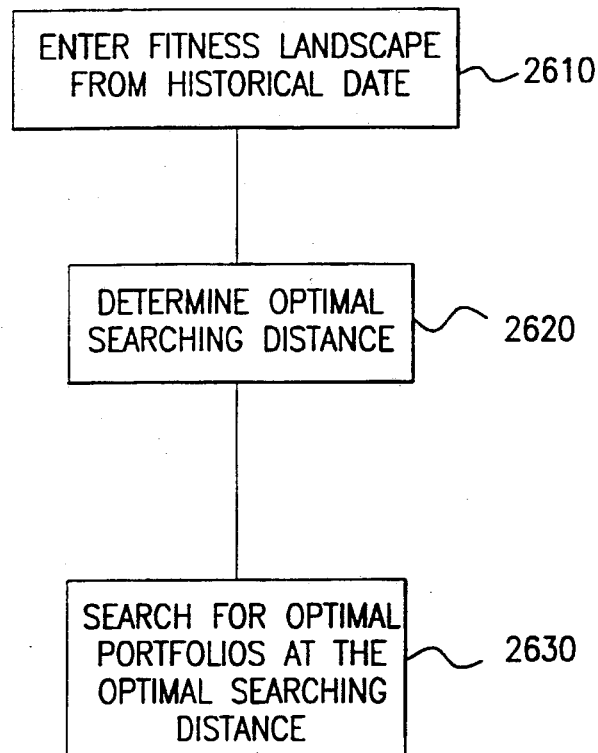 ENTER FITNESS LANDSCAPE
FROM HISTORICAL DATE
2610
DETERMINE OPTIMAL
SEARCHING DISTANCE
2620
SEARCH FOR OPTIMAL
PORTFOLIOS AT THE
OPTIMAL SEARCHING
DISTANCE
2630